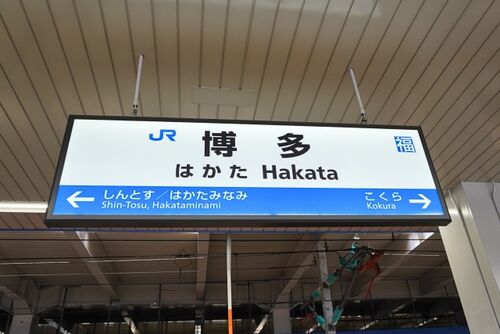 JR 博多 福
はかた Hakata
← しんとす／はかたみなみ こくら →
Shin-Tosu, Hakataminami Kokura